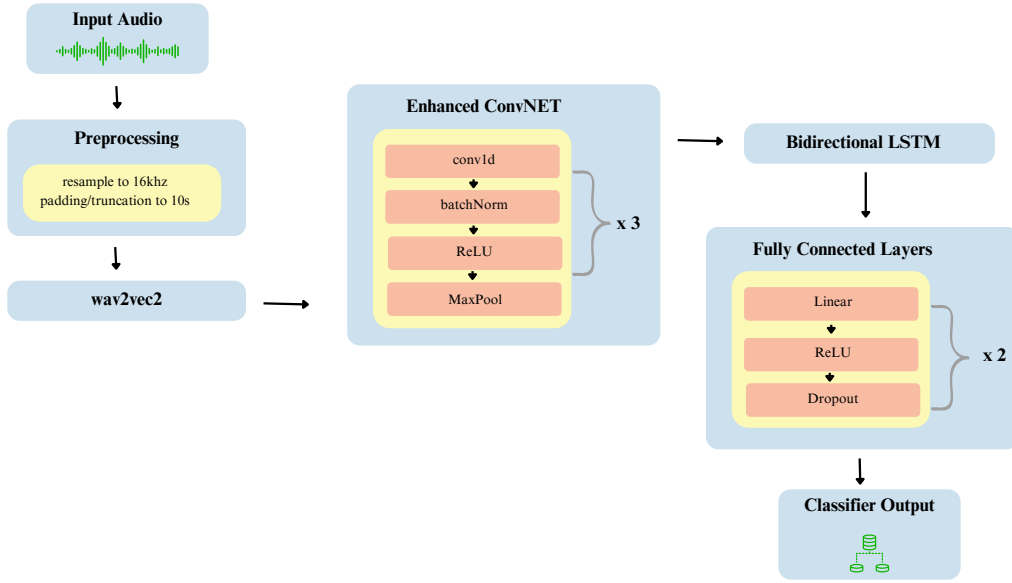 Input Audio
Preprocessing
resample to 16khz
padding/truncation to 10s
wav2vec2
Enhanced ConvNET
conv1d
batchNorm
ReLU
MaxPool
x 3
Bidirectional LSTM
Fully Connected Layers
Linear
ReLU
Dropout
x 2
Classifier Output